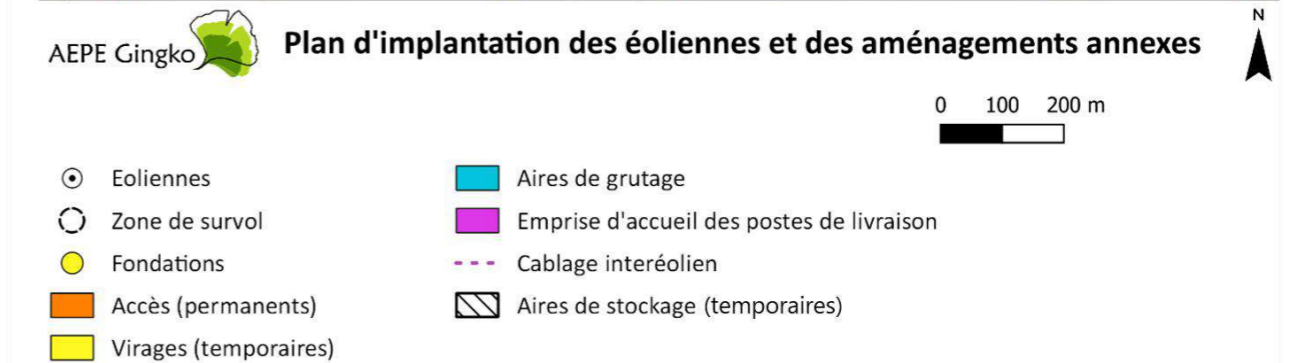 AEPE Gingko
Plan d'implantation des éoliennes et des aménagements annexes
N
0 100 200 m
Eoliennes
Zone de survol
Fondations
Accès (permanents)
Virages (temporaires)
Aires de grutage
Emprise d'accueil des postes de livraison
Cablage interéolien
Aires de stockage (temporaires)